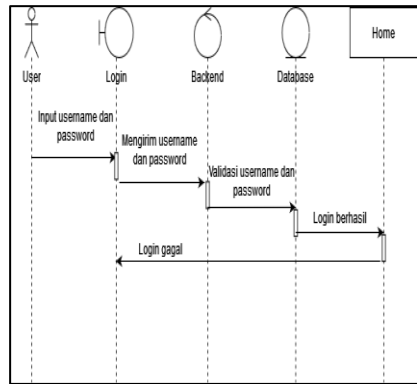 User
Login
Backend
Database
Home
Input username dan
password
Mengirim username
dan password
Validasi username dan
password
Login berhasil
Login gagal